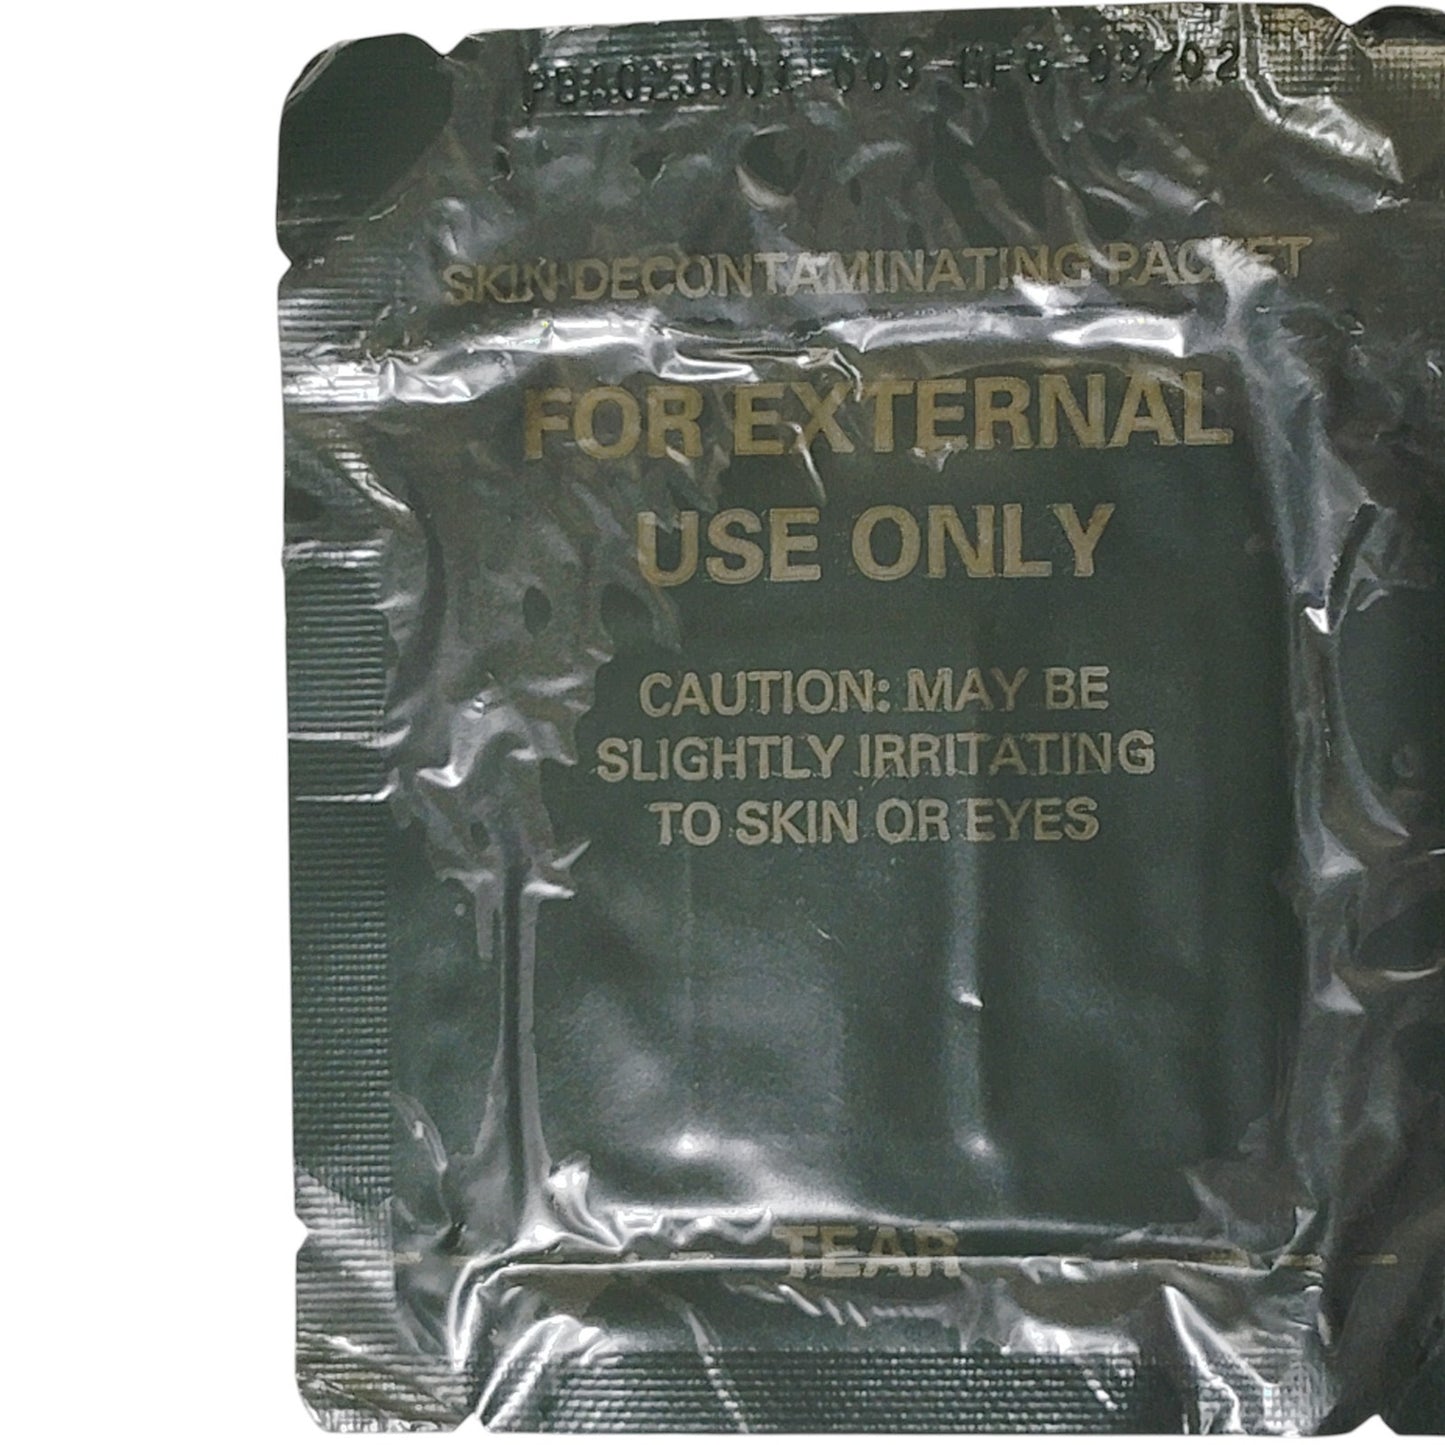 SKIN DECONTAMINATING PACKET
FOR EXTERNAL
USE ONLY
CAUTION: MAY BE
SLIGHTLY IRRITATING
TO SKIN OR EYES
TEAR